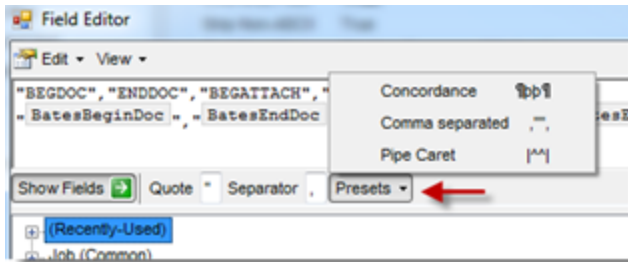 Field Editor
Edit View
"BEGDOC","ENDDOC","BEGATTACH","
" BatesBeginDoc "," BatesEndDoc
Concordance ¶þþ¶
Comma separated ,"",
Pipe Caret |^^|
Show Fields Quote " Separator , Presets
(Recently-Used)
Job (Common)